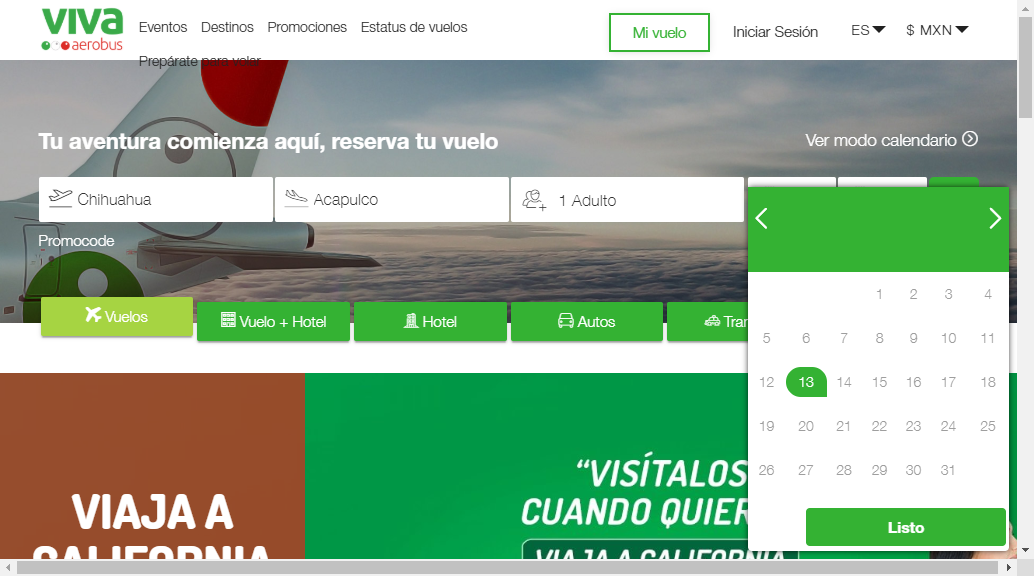 viva
aerobus
Eventos Destinos Promociones Estatus de vuelos
Prepárate para volar
Mi vuelo
Iniciar Sesión
ES
$ MXN
Tu aventura comienza aquí, reserva tu vuelo
Ver modo calendario
Chihuahua
Acapulco
1 Adulto
Promocode
Vuelos
Vuelo + Hotel
Hotel
Autos
Tran
1 2 3 4
5 6 7 8 9 10 11
12 13 14 15 16 17 18
19 20 21 22 23 24 25
26 27 28 29 30 31
Listo
VIAJA A
CALIFORNIA
“VISÍTALOS
CUANDO QUIER
VIAJA A CALIFORNIA